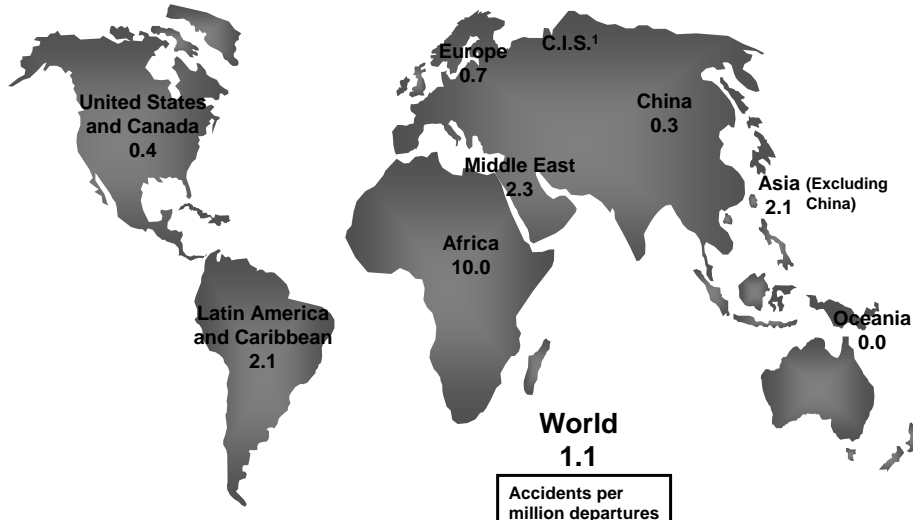 United States
and Canada
0.4
Latin America
and Caribbean
2.1
Europe
0.7
C.I.S.¹
Middle East
2.3
Africa
10.0
China
0.3
Asia (Excluding
2.1 China)
Oceania
0.0
World
1.1
Accidents per
million departures